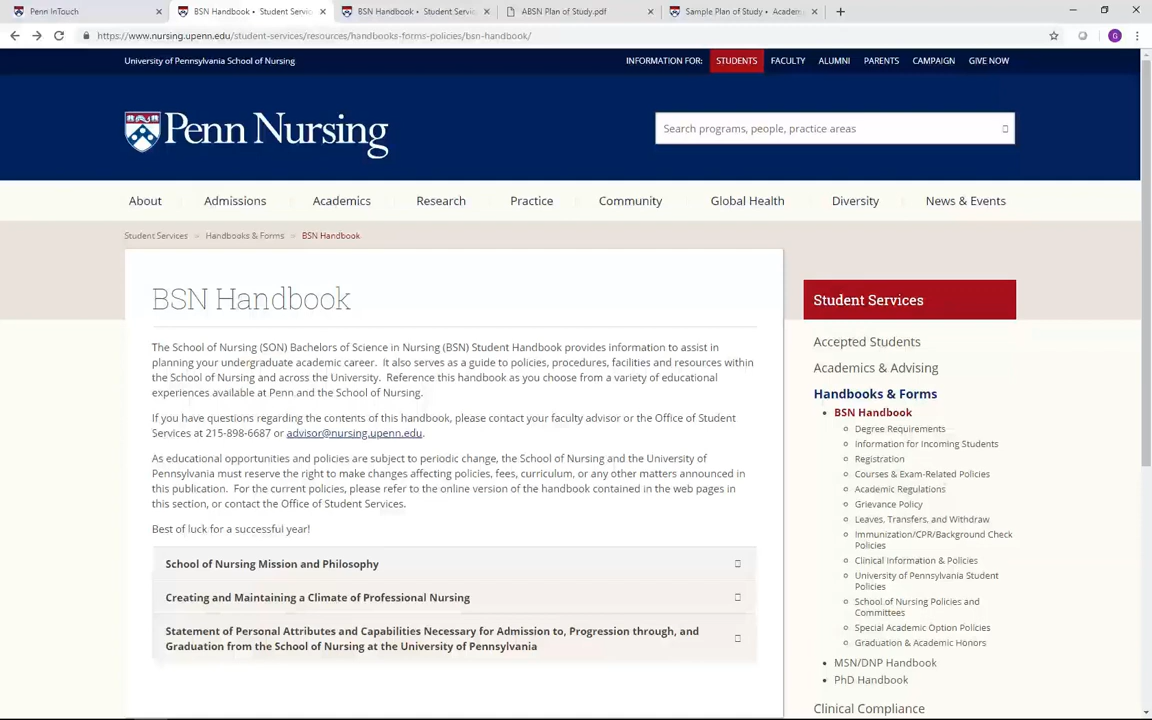 Penn InTouch
BSN Handbook • Student Servic
BSN Handbook • Student Servic
ABSN Plan of Study.pdf
Sample Plan of Study • Academ
https://www.nursing.upenn.edu/student-services/resources/handbooks-forms-policies/bsn-handbook/
G
University of Pennsylvania School of Nursing
INFORMATION FOR: STUDENTS FACULTY ALUMNI PARENTS CAMPAIGN GIVE NOW
Penn Nursing
Search programs, people, practice areas
About Admissions Academics Research Practice Community Global Health Diversity News & Events
Student Services » Handbooks & Forms » BSN Handbook
BSN Handbook
The School of Nursing (SON) Bachelors of Science in Nursing (BSN) Student Handbook provides information to assist in
planning your undergraduate academic career. It also serves as a guide to policies, procedures, facilities and resources within
the School of Nursing and across the University. Reference this handbook as you choose from a variety of educational
experiences available at Penn and the School of Nursing.
If you have questions regarding the contents of this handbook, please contact your faculty advisor or the Office of Student
Services at 215-898-6687 or advisor@nursing.upenn.edu.
As educational opportunities and policies are subject to periodic change, the School of Nursing and the University of
Pennsylvania must reserve the right to make changes affecting policies, fees, curriculum, or any other matters announced in
this publication. For the current policies, please refer to the online version of the handbook contained in the web pages in
this section, or contact the Office of Student Services.
Best of luck for a successful year!
School of Nursing Mission and Philosophy
Creating and Maintaining a Climate of Professional Nursing
Statement of Personal Attributes and Capabilities Necessary for Admission to, Progression through, and
Graduation from the School of Nursing at the University of Pennsylvania
Student Services
Accepted Students
Academics & Advising
Handbooks & Forms
BSN Handbook
Degree Requirements
Information for Incoming Students
Registration
Courses & Exam-Related Policies
Academic Regulations
Grievance Policy
Leaves, Transfers, and Withdraw
Immunization/CPR/Background Check
Policies
Clinical Information & Policies
University of Pennsylvania Student
Policies
School of Nursing Policies and
Committees
Special Academic Option Policies
Graduation & Academic Honors
MSN/DNP Handbook
PhD Handbook
Clinical Compliance